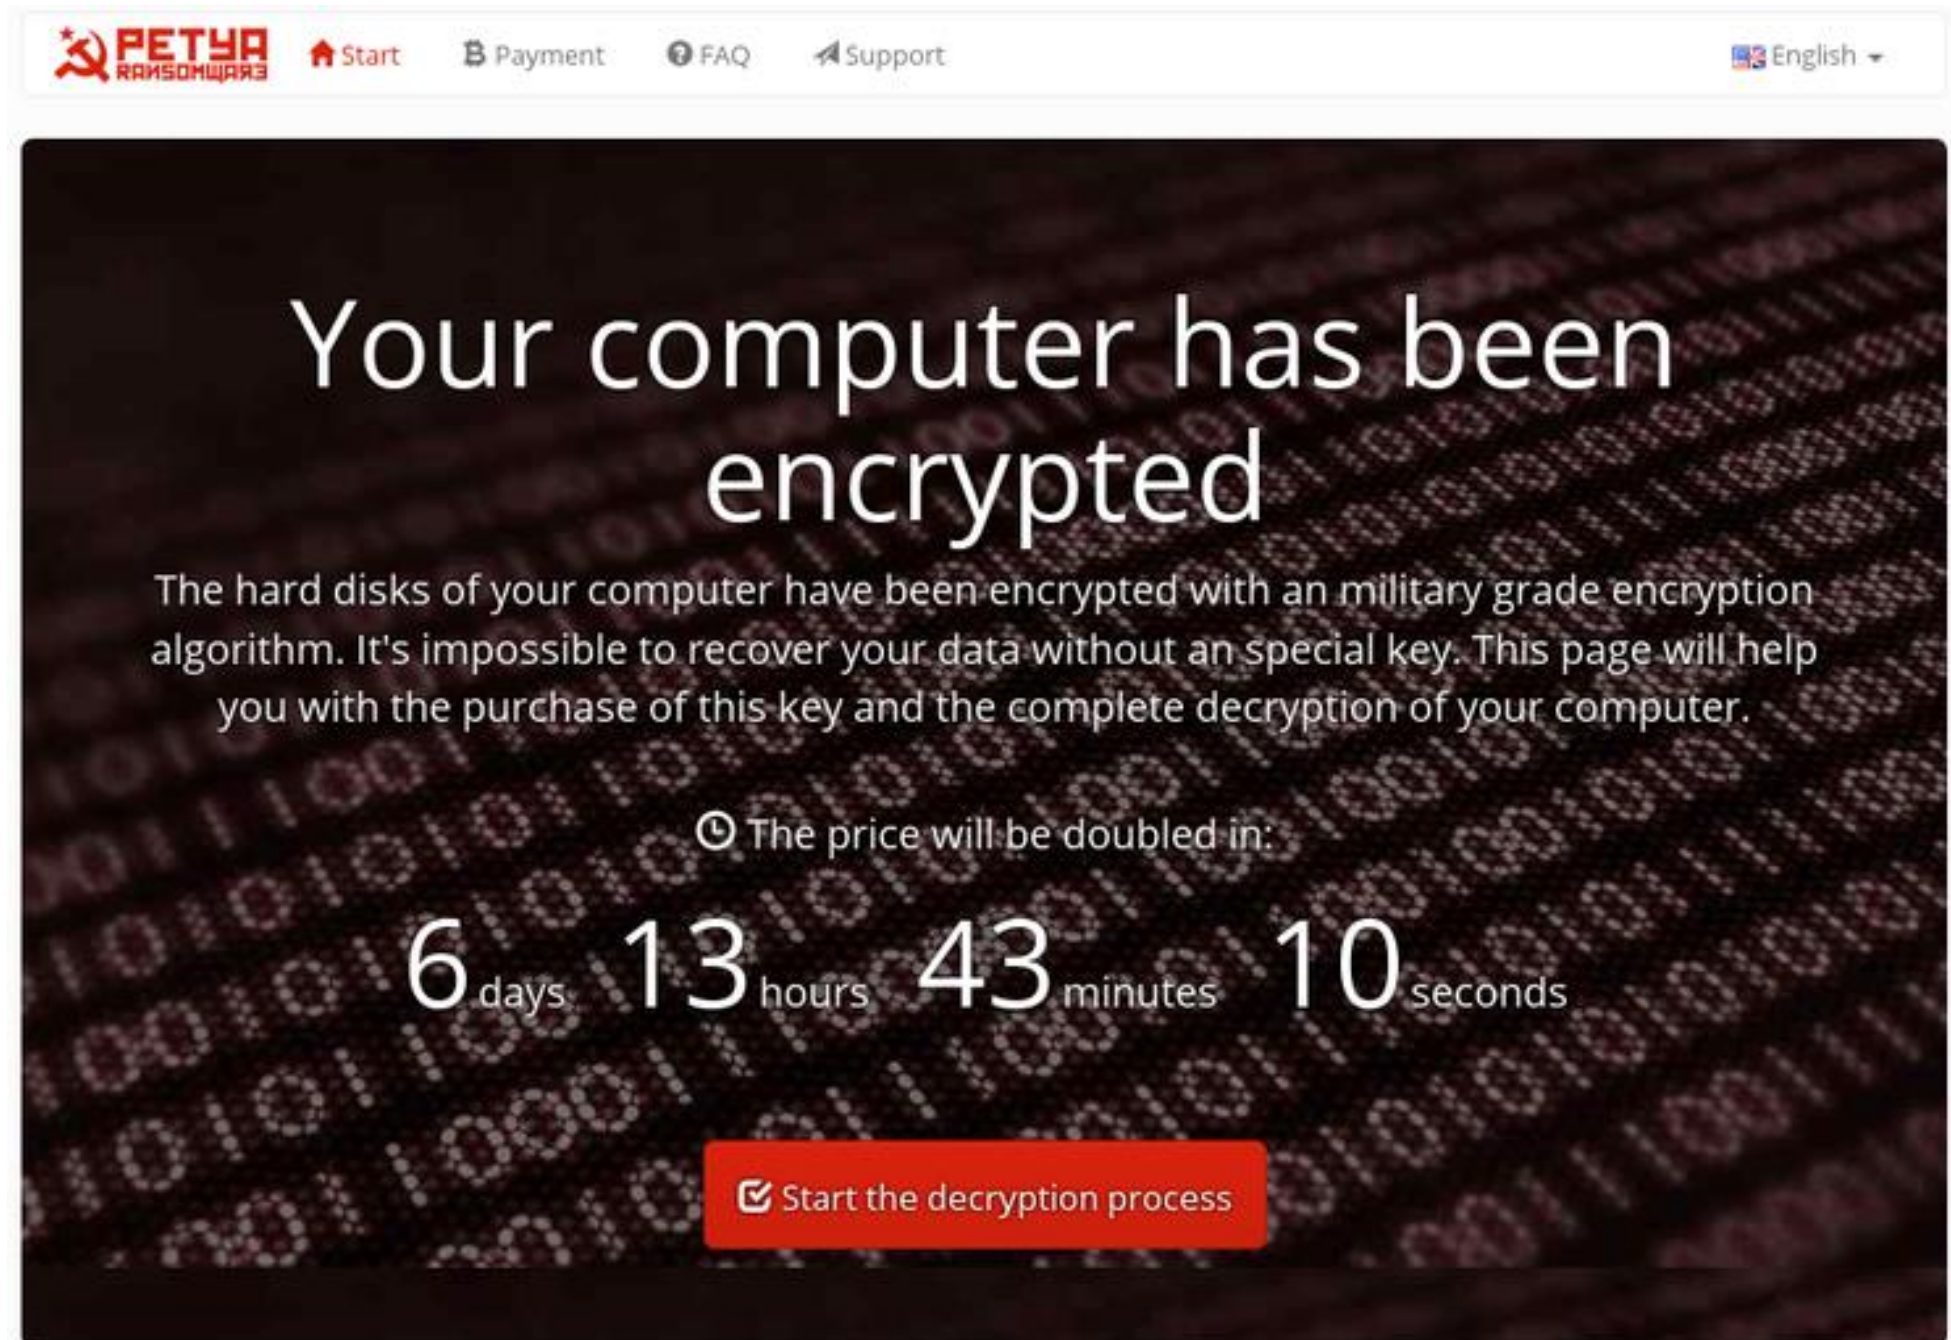 PETYA
RANSOMWARE
Start
Payment
FAQ
Support
English
Your computer has been
encrypted
The hard disks of your computer have been encrypted with an military grade encryption
algorithm. It's impossible to recover your data without an special key. This page will help
you with the purchase of this key and the complete decryption of your computer.
The price will be doubled in:
6 days 13 hours 43 minutes 10 seconds
Start the decryption process